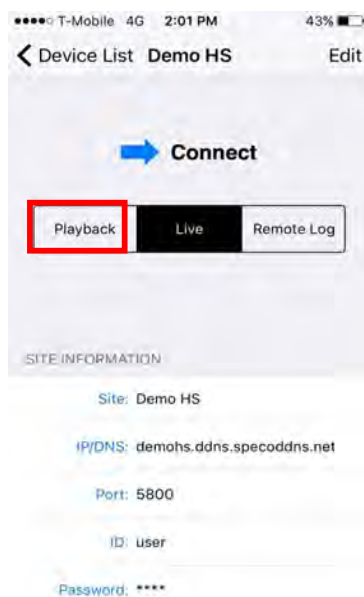 T-Mobile 4G 2:01 PM 43%
Device List Demo HS Edit
Connect
Playback Live Remote Log
SITE INFORMATION
Site: Demo HS
IP/DNS: demohs.ddns.specoddns.net
Port: 5800
ID: user
Password: ****